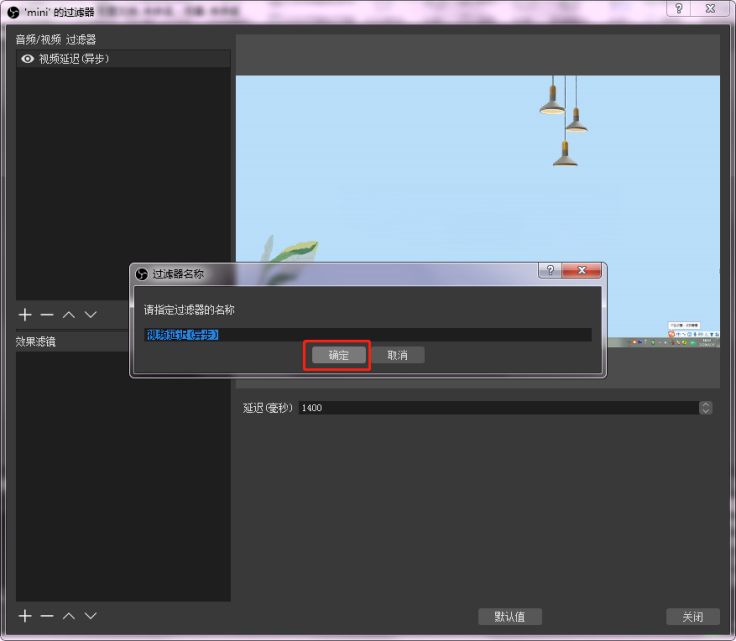 'mini' 的过滤器
音频/视频 过滤器
视频延迟(异步)
过滤器名称
请指定过滤器的名称
视频延迟(异步)
确定
取消
效果滤镜
延迟(毫秒)
1400
默认值
关闭